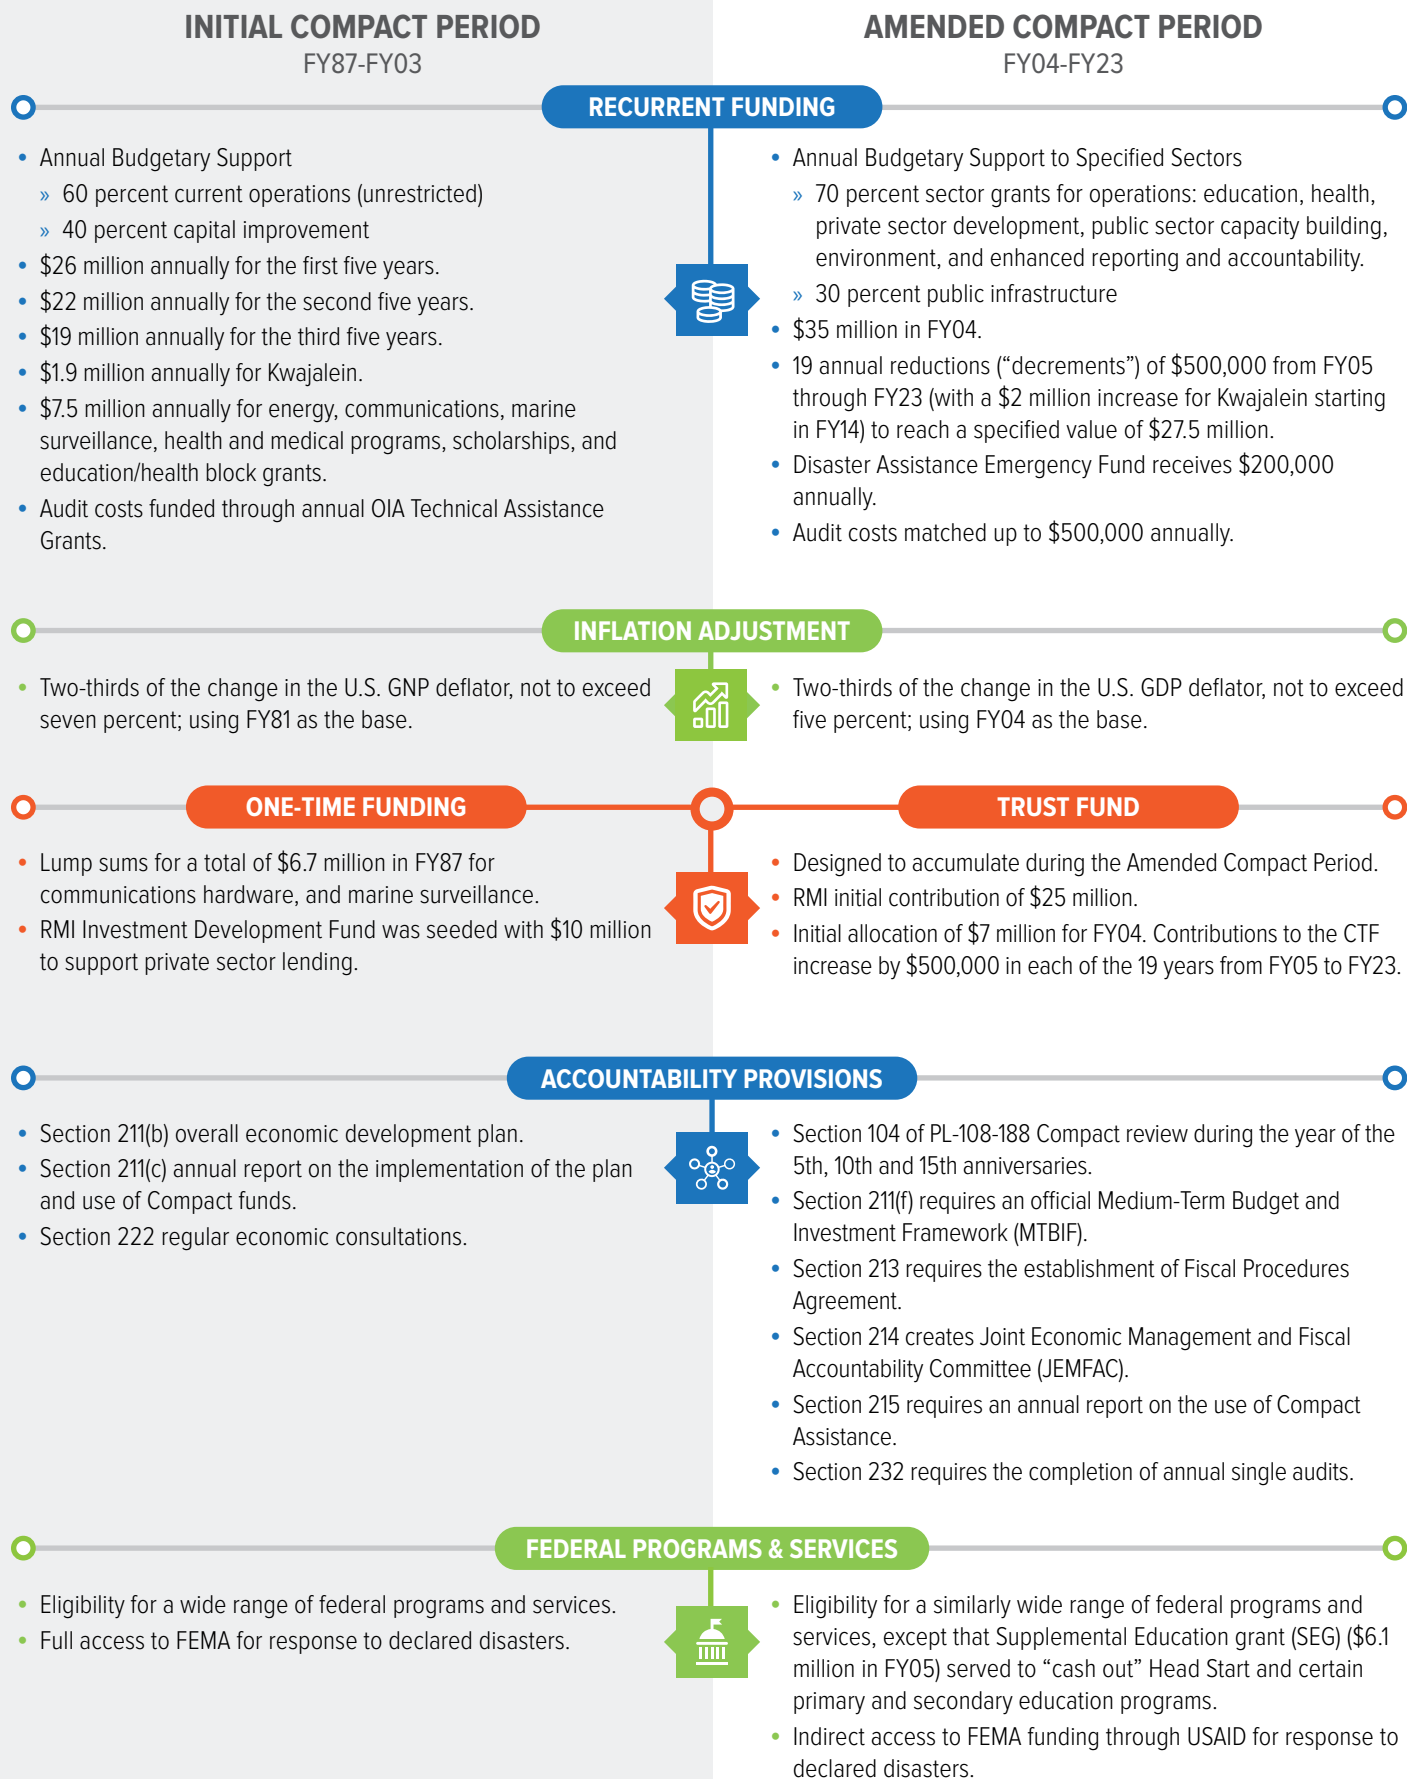 INITIAL COMPACT PERIOD
FY87-FY03
AMENDED COMPACT PERIOD
FY04-FY23
RECURRENT FUNDING
• Annual Budgetary Support
» 60 percent current operations (unrestricted)
» 40 percent capital improvement
• $26 million annually for the first five years.
• $22 million annually for the second five years.
• $19 million annually for the third five years.
• $1.9 million annually for Kwajalein.
• $7.5 million annually for energy, communications, marine
surveillance, health and medical programs, scholarships, and
education/health block grants.
• Audit costs funded through annual OIA Technical Assistance
Grants.
• Annual Budgetary Support to Specified Sectors
» 70 percent sector grants for operations: education, health,
private sector development, public sector capacity building,
environment, and enhanced reporting and accountability.
» 30 percent public infrastructure
• $35 million in FY04.
• 19 annual reductions (“decrements”) of $500,000 from FY05
through FY23 (with a $2 million increase for Kwajalein starting
in FY14) to reach a specified value of $27.5 million.
• Disaster Assistance Emergency Fund receives $200,000
annually.
• Audit costs matched up to $500,000 annually.
INFLATION ADJUSTMENT
• Two-thirds of the change in the U.S. GNP deflator, not to exceed
seven percent; using FY81 as the base.
• Two-thirds of the change in the U.S. GDP deflator, not to exceed
five percent; using FY04 as the base.
ONE-TIME FUNDING
• Lump sums for a total of $6.7 million in FY87 for
communications hardware, and marine surveillance.
• RMI Investment Development Fund was seeded with $10 million
to support private sector lending.
TRUST FUND
• Designed to accumulate during the Amended Compact Period.
• RMI initial contribution of $25 million.
• Initial allocation of $7 million for FY04. Contributions to the CTF
increase by $500,000 in each of the 19 years from FY05 to FY23.
ACCOUNTABILITY PROVISIONS
• Section 211(b) overall economic development plan.
• Section 211(c) annual report on the implementation of the plan
and use of Compact funds.
• Section 222 regular economic consultations.
• Section 104 of PL-108-188 Compact review during the year of the
5th, 10th and 15th anniversaries.
• Section 211(f) requires an official Medium-Term Budget and
Investment Framework (MTBIF).
• Section 213 requires the establishment of Fiscal Procedures
Agreement.
• Section 214 creates Joint Economic Management and Fiscal
Accountability Committee (JEMFAC).
• Section 215 requires an annual report on the use of Compact
Assistance.
• Section 232 requires the completion of annual single audits.
FEDERAL PROGRAMS & SERVICES
• Eligibility for a wide range of federal programs and services.
• Full access to FEMA for response to declared disasters.
• Eligibility for a similarly wide range of federal programs and
services, except that Supplemental Education grant (SEG) ($6.1
million in FY05) served to “cash out” Head Start and certain
primary and secondary education programs.
• Indirect access to FEMA funding through USAID for response to
declared disasters.